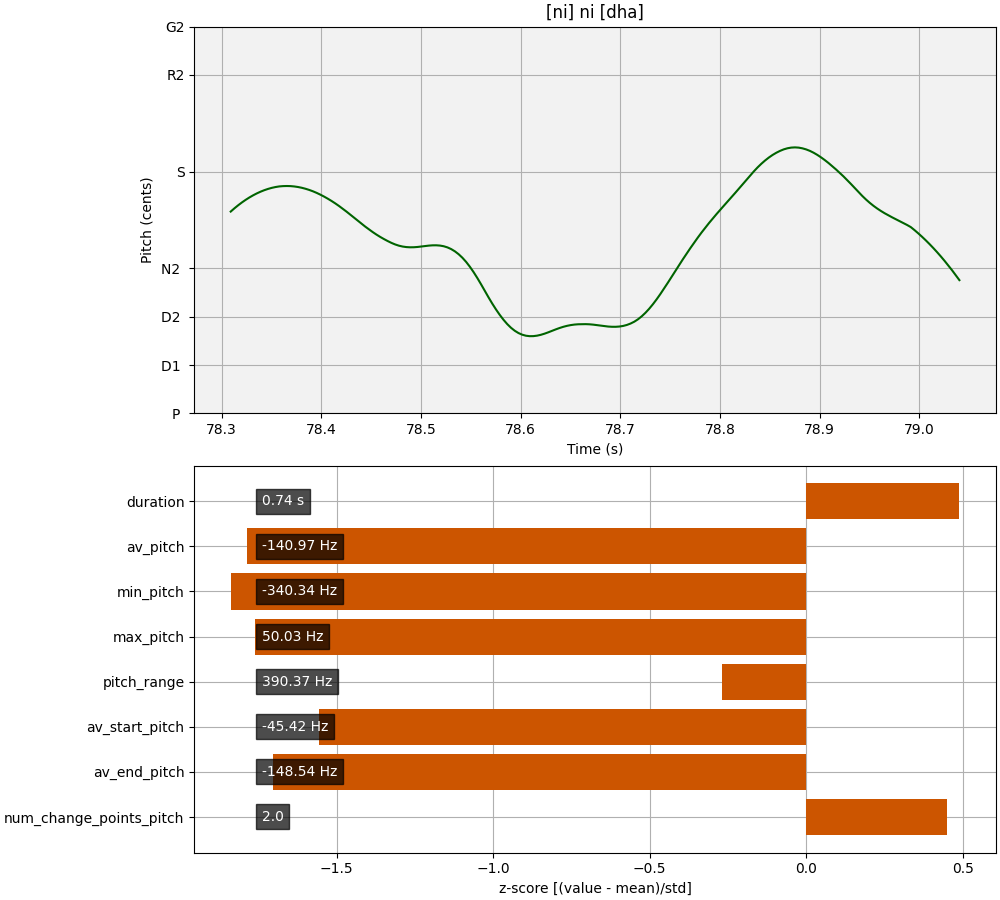 [ni] ni [dha]
G2
R2
S
N2
D2
D1
P
Pitch (cents)
78.3 78.4 78.5 78.6 78.7 78.8 78.9 79.0
Time (s)
duration 0.74 s
av_pitch -140.97 Hz
min_pitch -340.34 Hz
max_pitch 50.03 Hz
pitch_range 390.37 Hz
av_start_pitch -45.42 Hz
av_end_pitch -148.54 Hz
num_change_points_pitch 2.0
−1.5 −1.0 −0.5 0.0 0.5
z-score [(value - mean)/std]